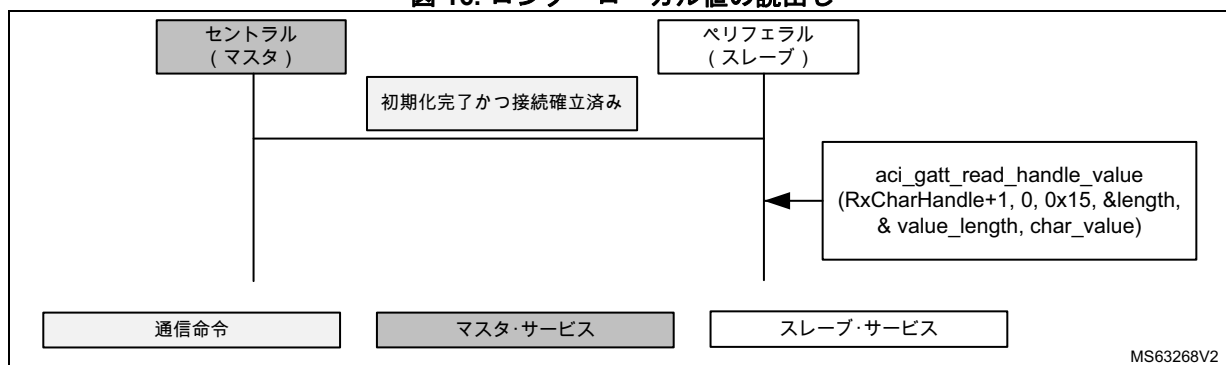 セントラル
(マスタ)
ペリフェラル
(スレーブ)
初期化完了かつ接続確立済み
aci_gatt_read_handle_value
(RxCharHandle+1, 0, 0x15, &length,
& value_length, char_value)
通信命令
マスタ･サービス
スレーブ･サービス
MS63268V2